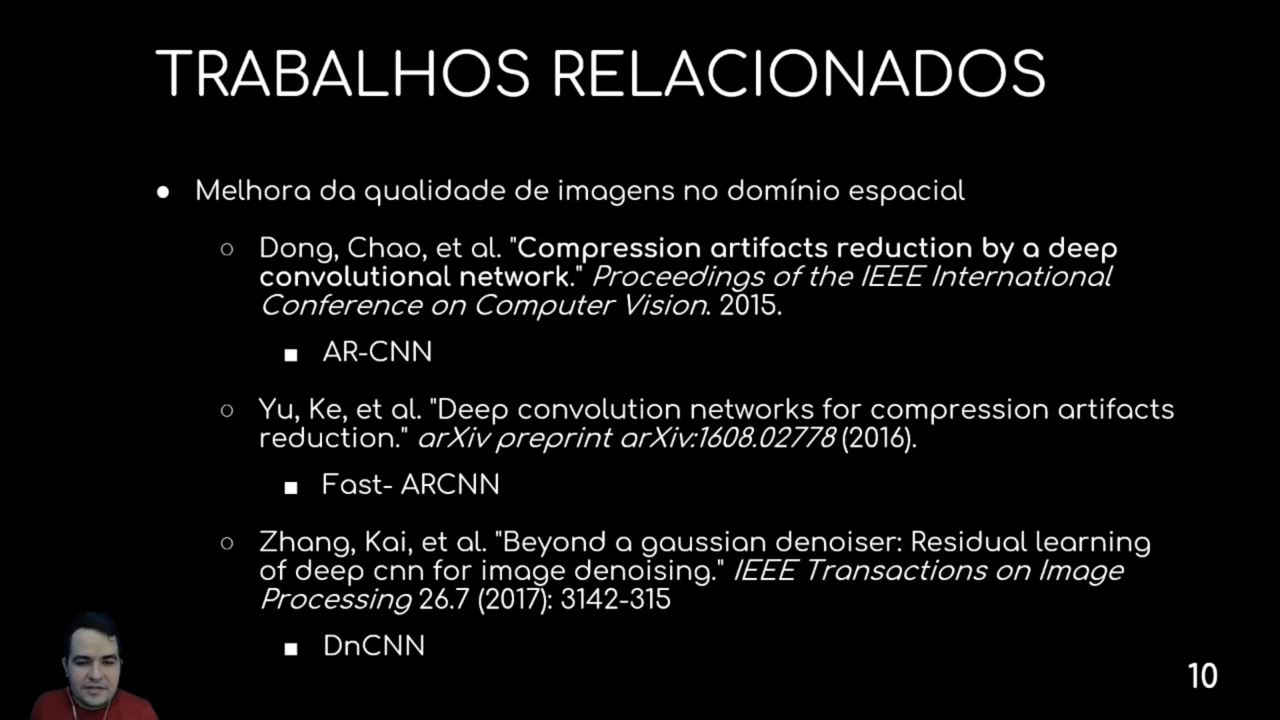 TRABALHOS RELACIONADOS
● Melhora da qualidade de imagens no domínio espacial
○ Dong, Chao, et al. "Compression artifacts reduction by a deep
convolutional network." Proceedings of the IEEE International
Conference on Computer Vision. 2015.
■ AR-CNN
○ Yu, Ke, et al. "Deep convolution networks for compression artifacts
reduction." arXiv preprint arXiv:1608.02778 (2016).
■ Fast- ARCNN
○ Zhang, Kai, et al. "Beyond a gaussian denoiser: Residual learning
of deep cnn for image denoising." IEEE Transactions on Image
Processing 26.7 (2017): 3142-315
■ DnCNN
10